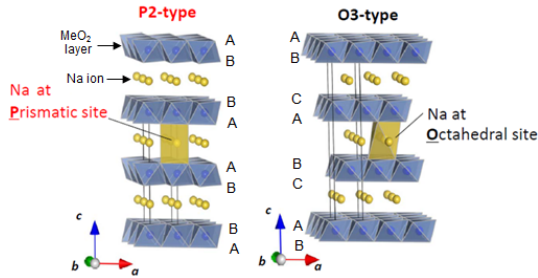 P2-type
MeO2
layer
Na ion
Na at
Prismatic site
A
B
B
A
A
B
B
A
c
b
a
O3-type
A
B
C
A
B
C
A
B
Na at
Octahedral site
c
b
a